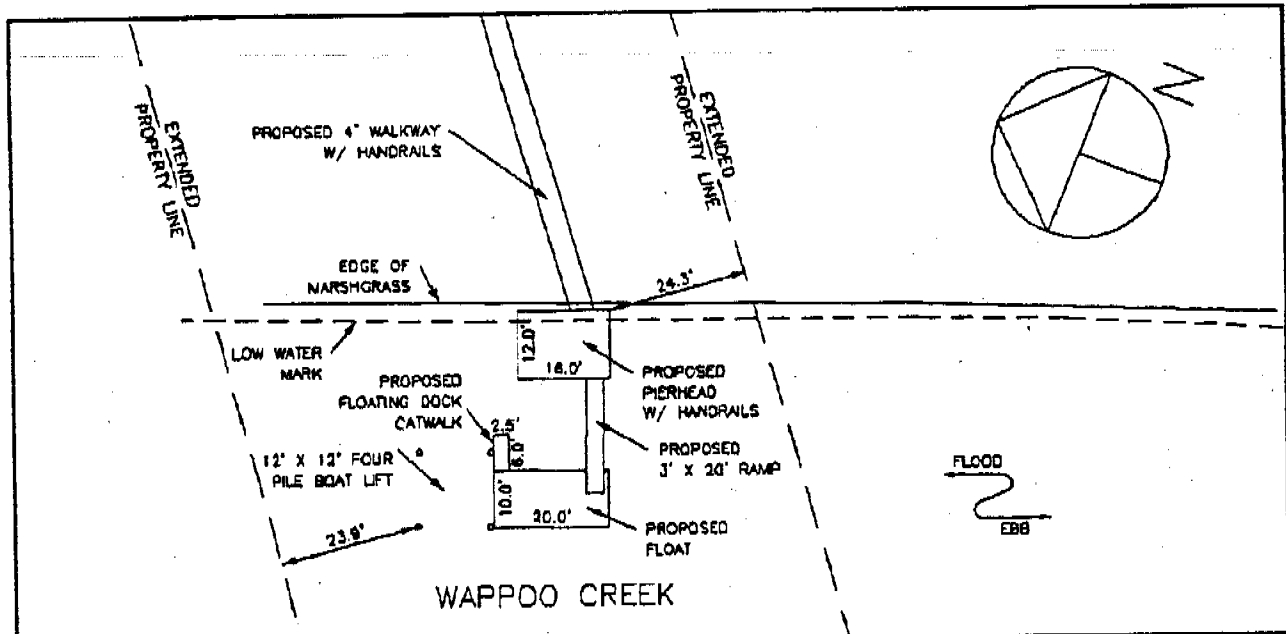 N
EXTENDED
PROPERTY LINE
PROPOSED 4' WALKWAY
W/ HANDRAILS
EXTENDED
PROPERTY LINE
EDGE OF
MARSHGRASS
24.3'
LOW WATER
MARK
12.0'
16.0'
PROPOSED
PIERHEAD
W/ HANDRAILS
PROPOSED
FLOATING DOCK
CATWALK
2.5'
6.0'
12' X 12' FOUR
PILE BOAT LIFT
PROPOSED
3' X 20' RAMP
10.0'
20.0'
PROPOSED
FLOAT
23.9'
FLOOD
EBB
WAPPOO CREEK